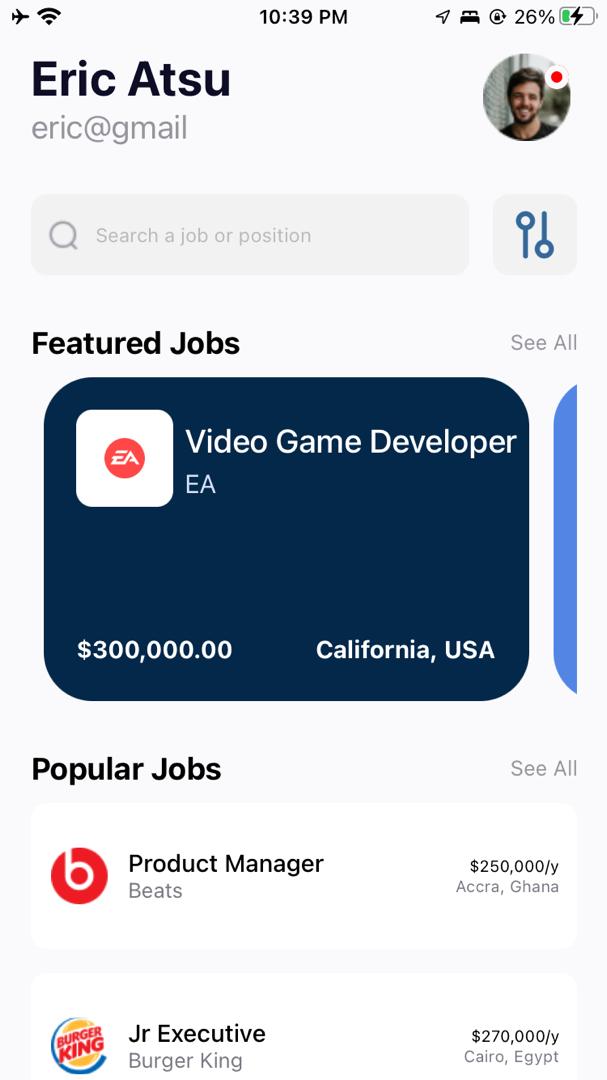 10:39 PM
26%
Eric Atsu
eric@gmail
Search a job or position
Featured Jobs
See All
EA
Video Game Developer
EA
$300,000.00
California, USA
Popular Jobs
See All
b
Product Manager
$250,000/y
Beats
Accra, Ghana
BURGER
KING
Jr Executive
$270,000/y
Burger King
Cairo, Egypt